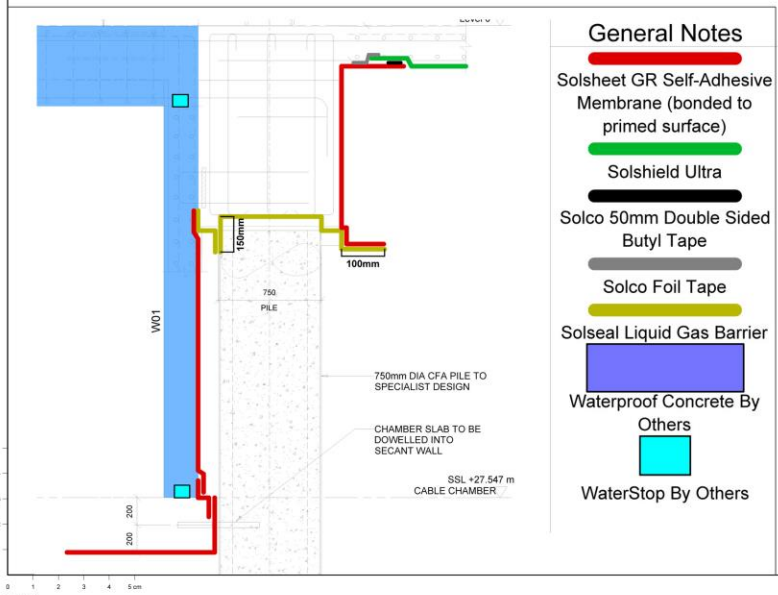 General Notes
Solsheet GR Self-Adhesive
Membrane (bonded to
primed surface)
Solshield Ultra
Solco 50mm Double Sided
Butyl Tape
Solco Foil Tape
Solseal Liquid Gas Barrier
Waterproof Concrete By
Others
WaterStop By Others
150mm
100mm
750
PILE
W01
750mm DIA CFA PILE TO
SPECIALIST DESIGN
CHAMBER SLAB TO BE
DOWELLED INTO
SECANT WALL
SSL +27.547 m
CABLE CHAMBER
200
200
0 1 2 3 4 5 cm